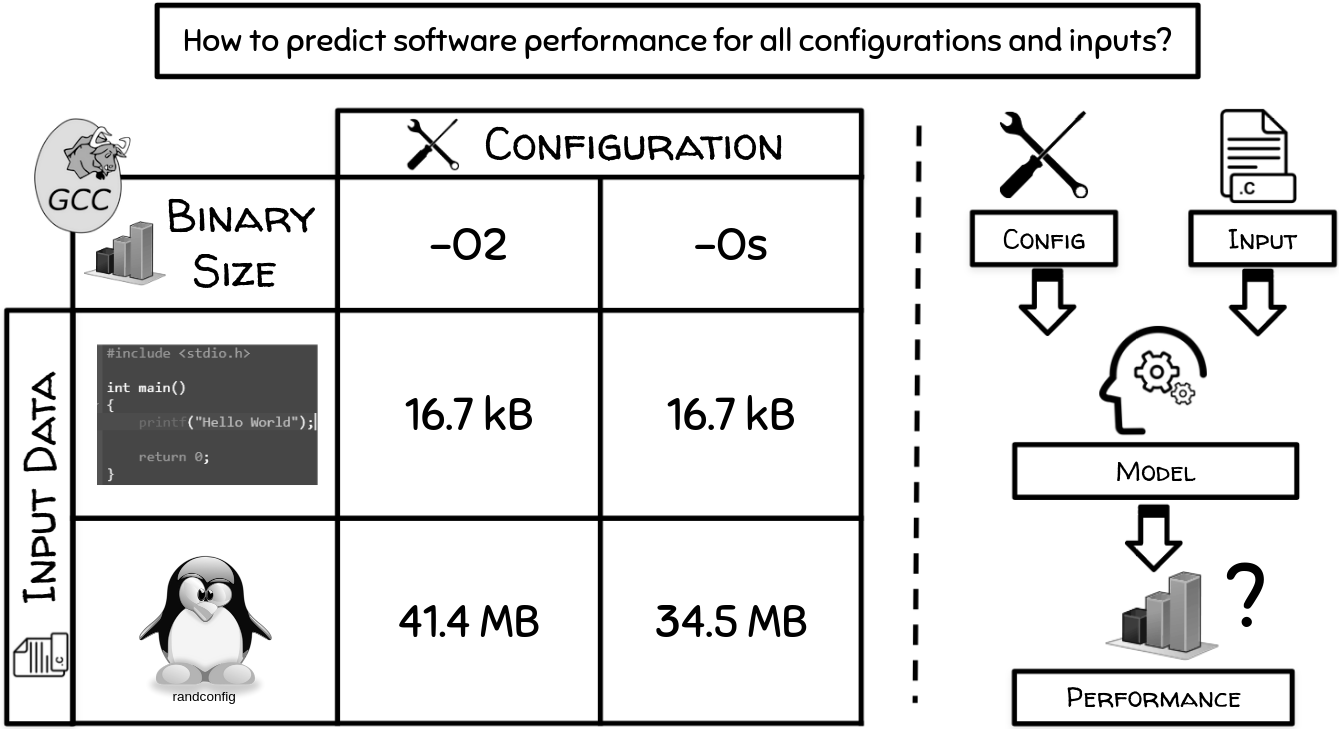 How to predict software performance for all configurations and inputs?
GCC
CONFIGURATION
BINARY
SIZE
-O2
-Os
INPUT DATA
#include <stdio.h>
int main()
{
printf("Hello World");
return 0;
}
16.7 kB
16.7 kB
randconfig
41.4 MB
34.5 MB
C
.C
CONFIG
INPUT
MODEL
?
PERFORMANCE